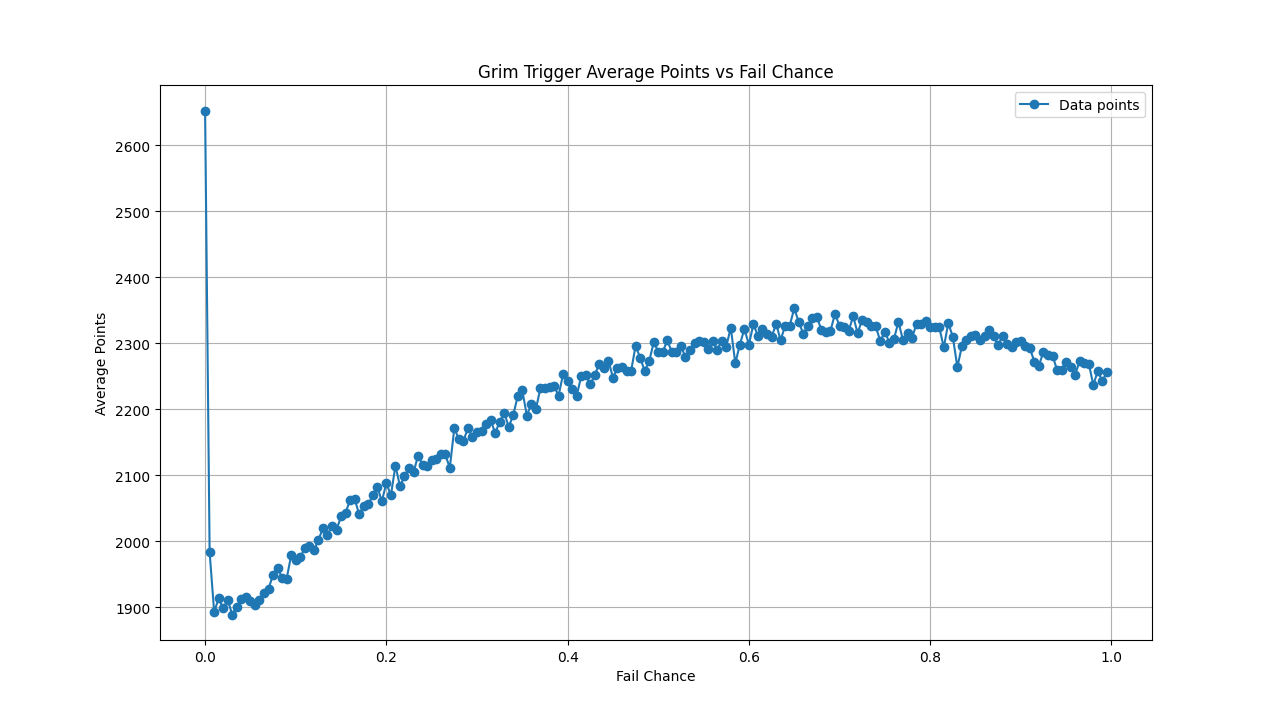 Grim Trigger Average Points vs Fail Chance
Data points
2600
2500
2400
2300
2200
2100
2000
1900
Average Points
0.0 0.2 0.4 0.6 0.8 1.0
Fail Chance